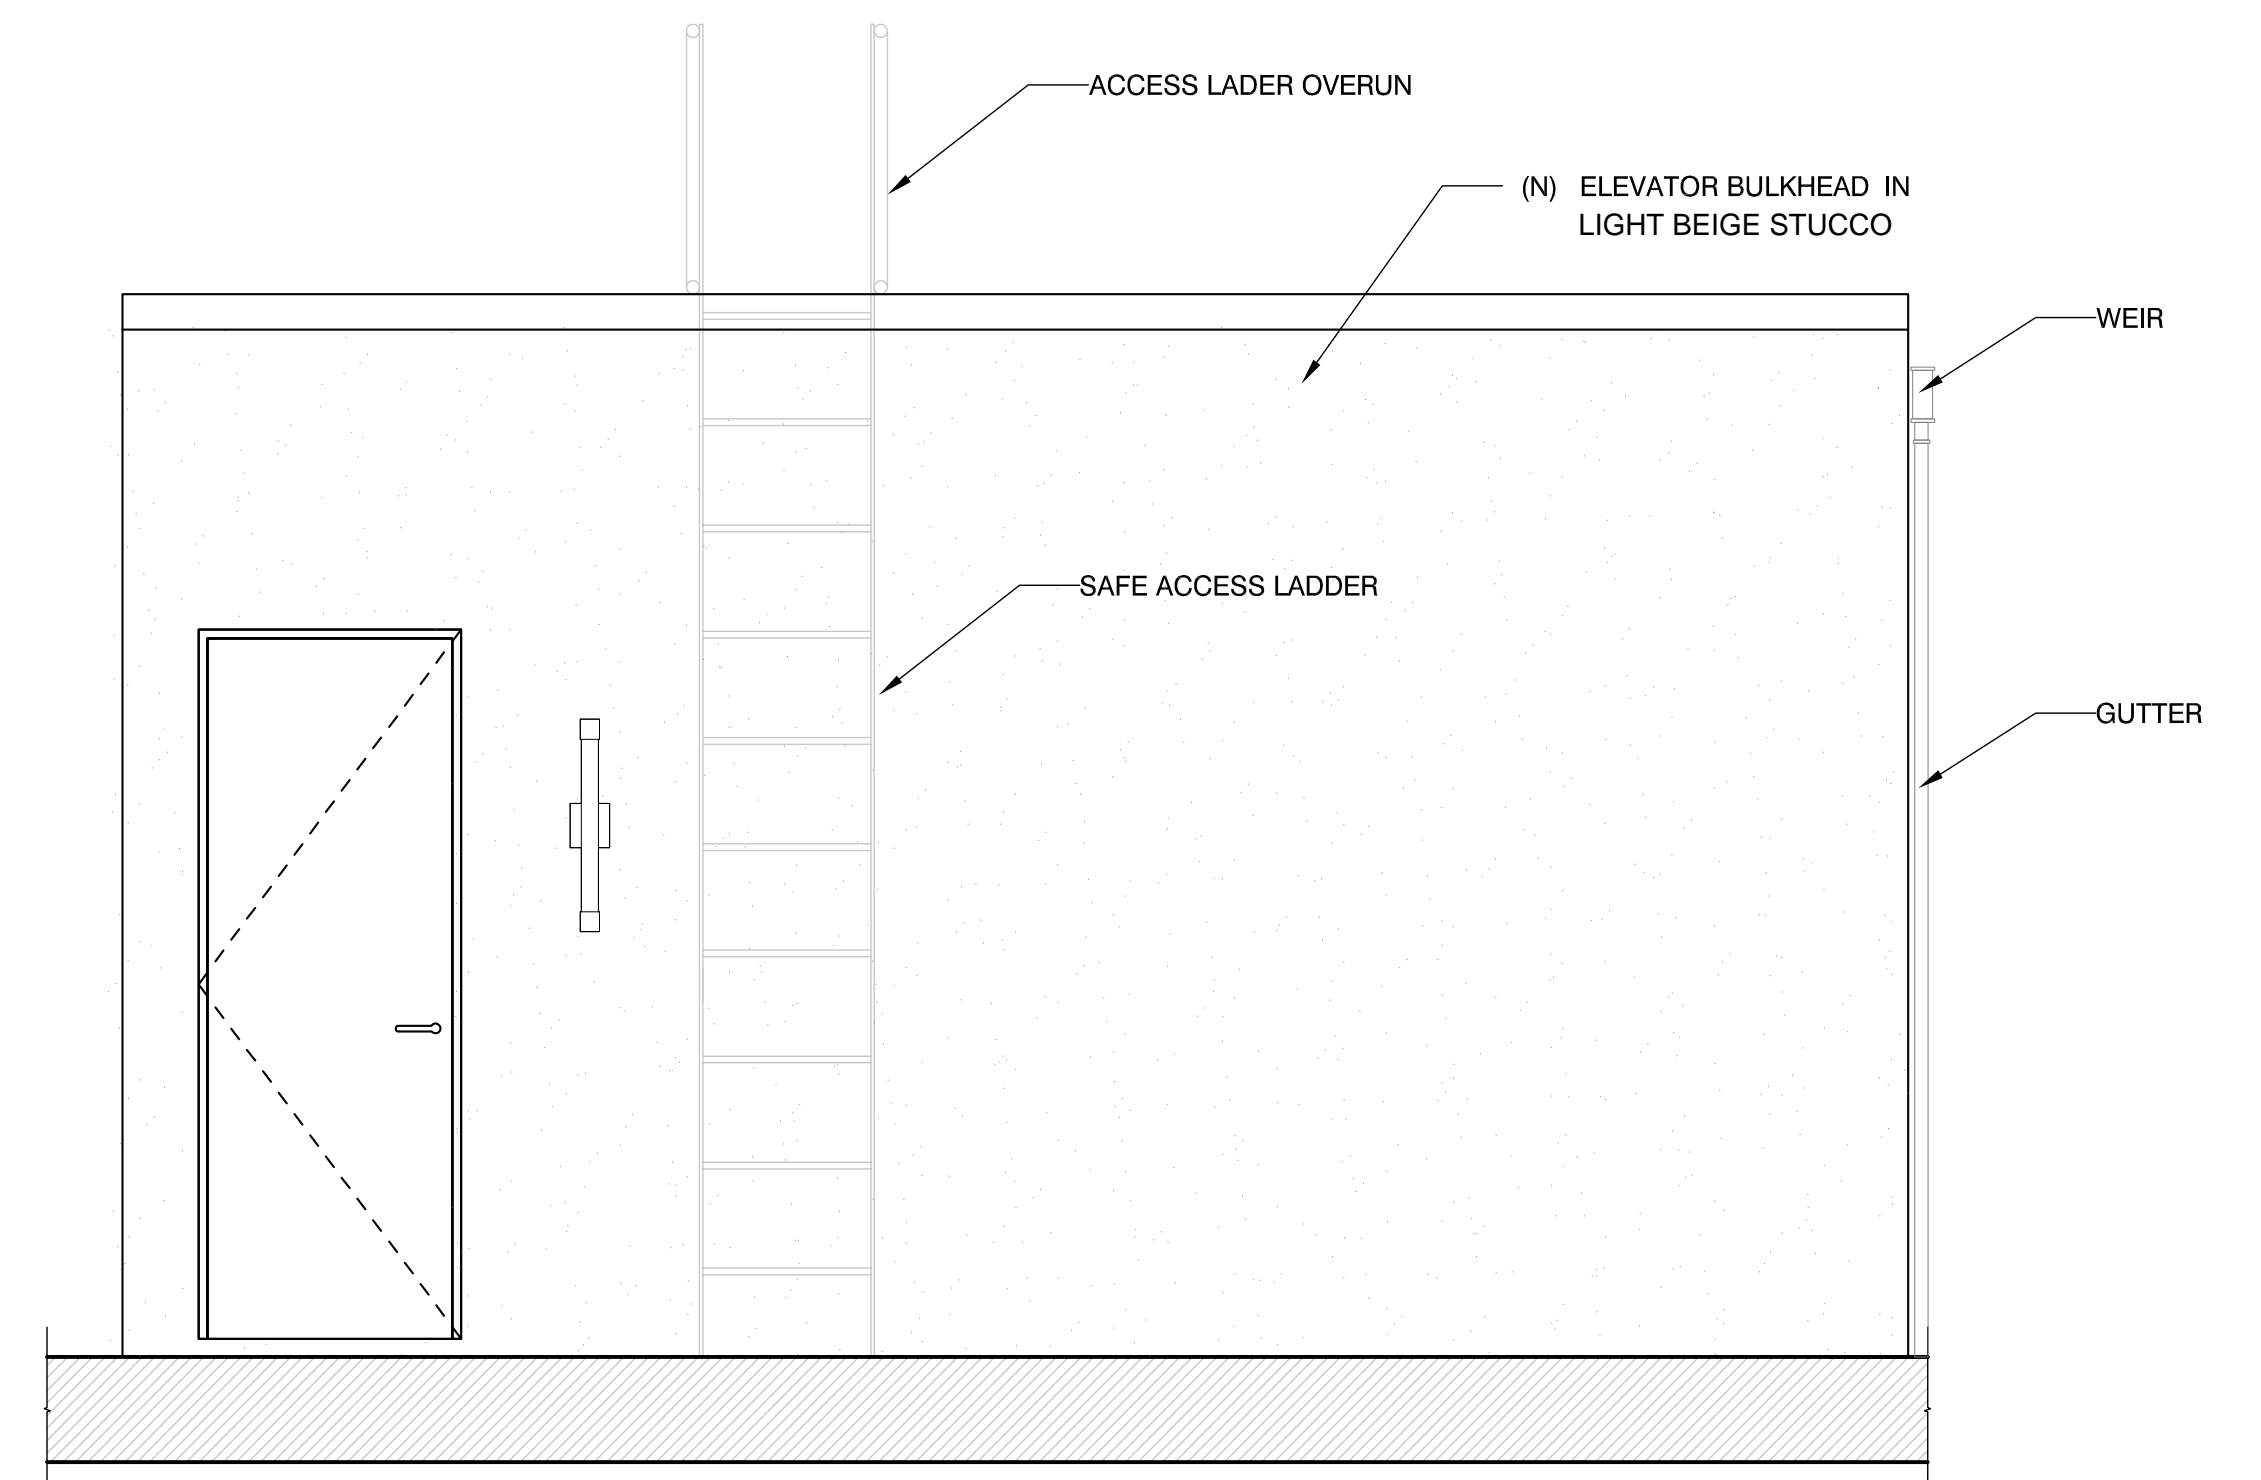 ACCESS LADER OVERUN
(N) ELEVATOR BULKHEAD IN
LIGHT BEIGE STUCCO
WEIR
SAFE ACCESS LADDER
GUTTER